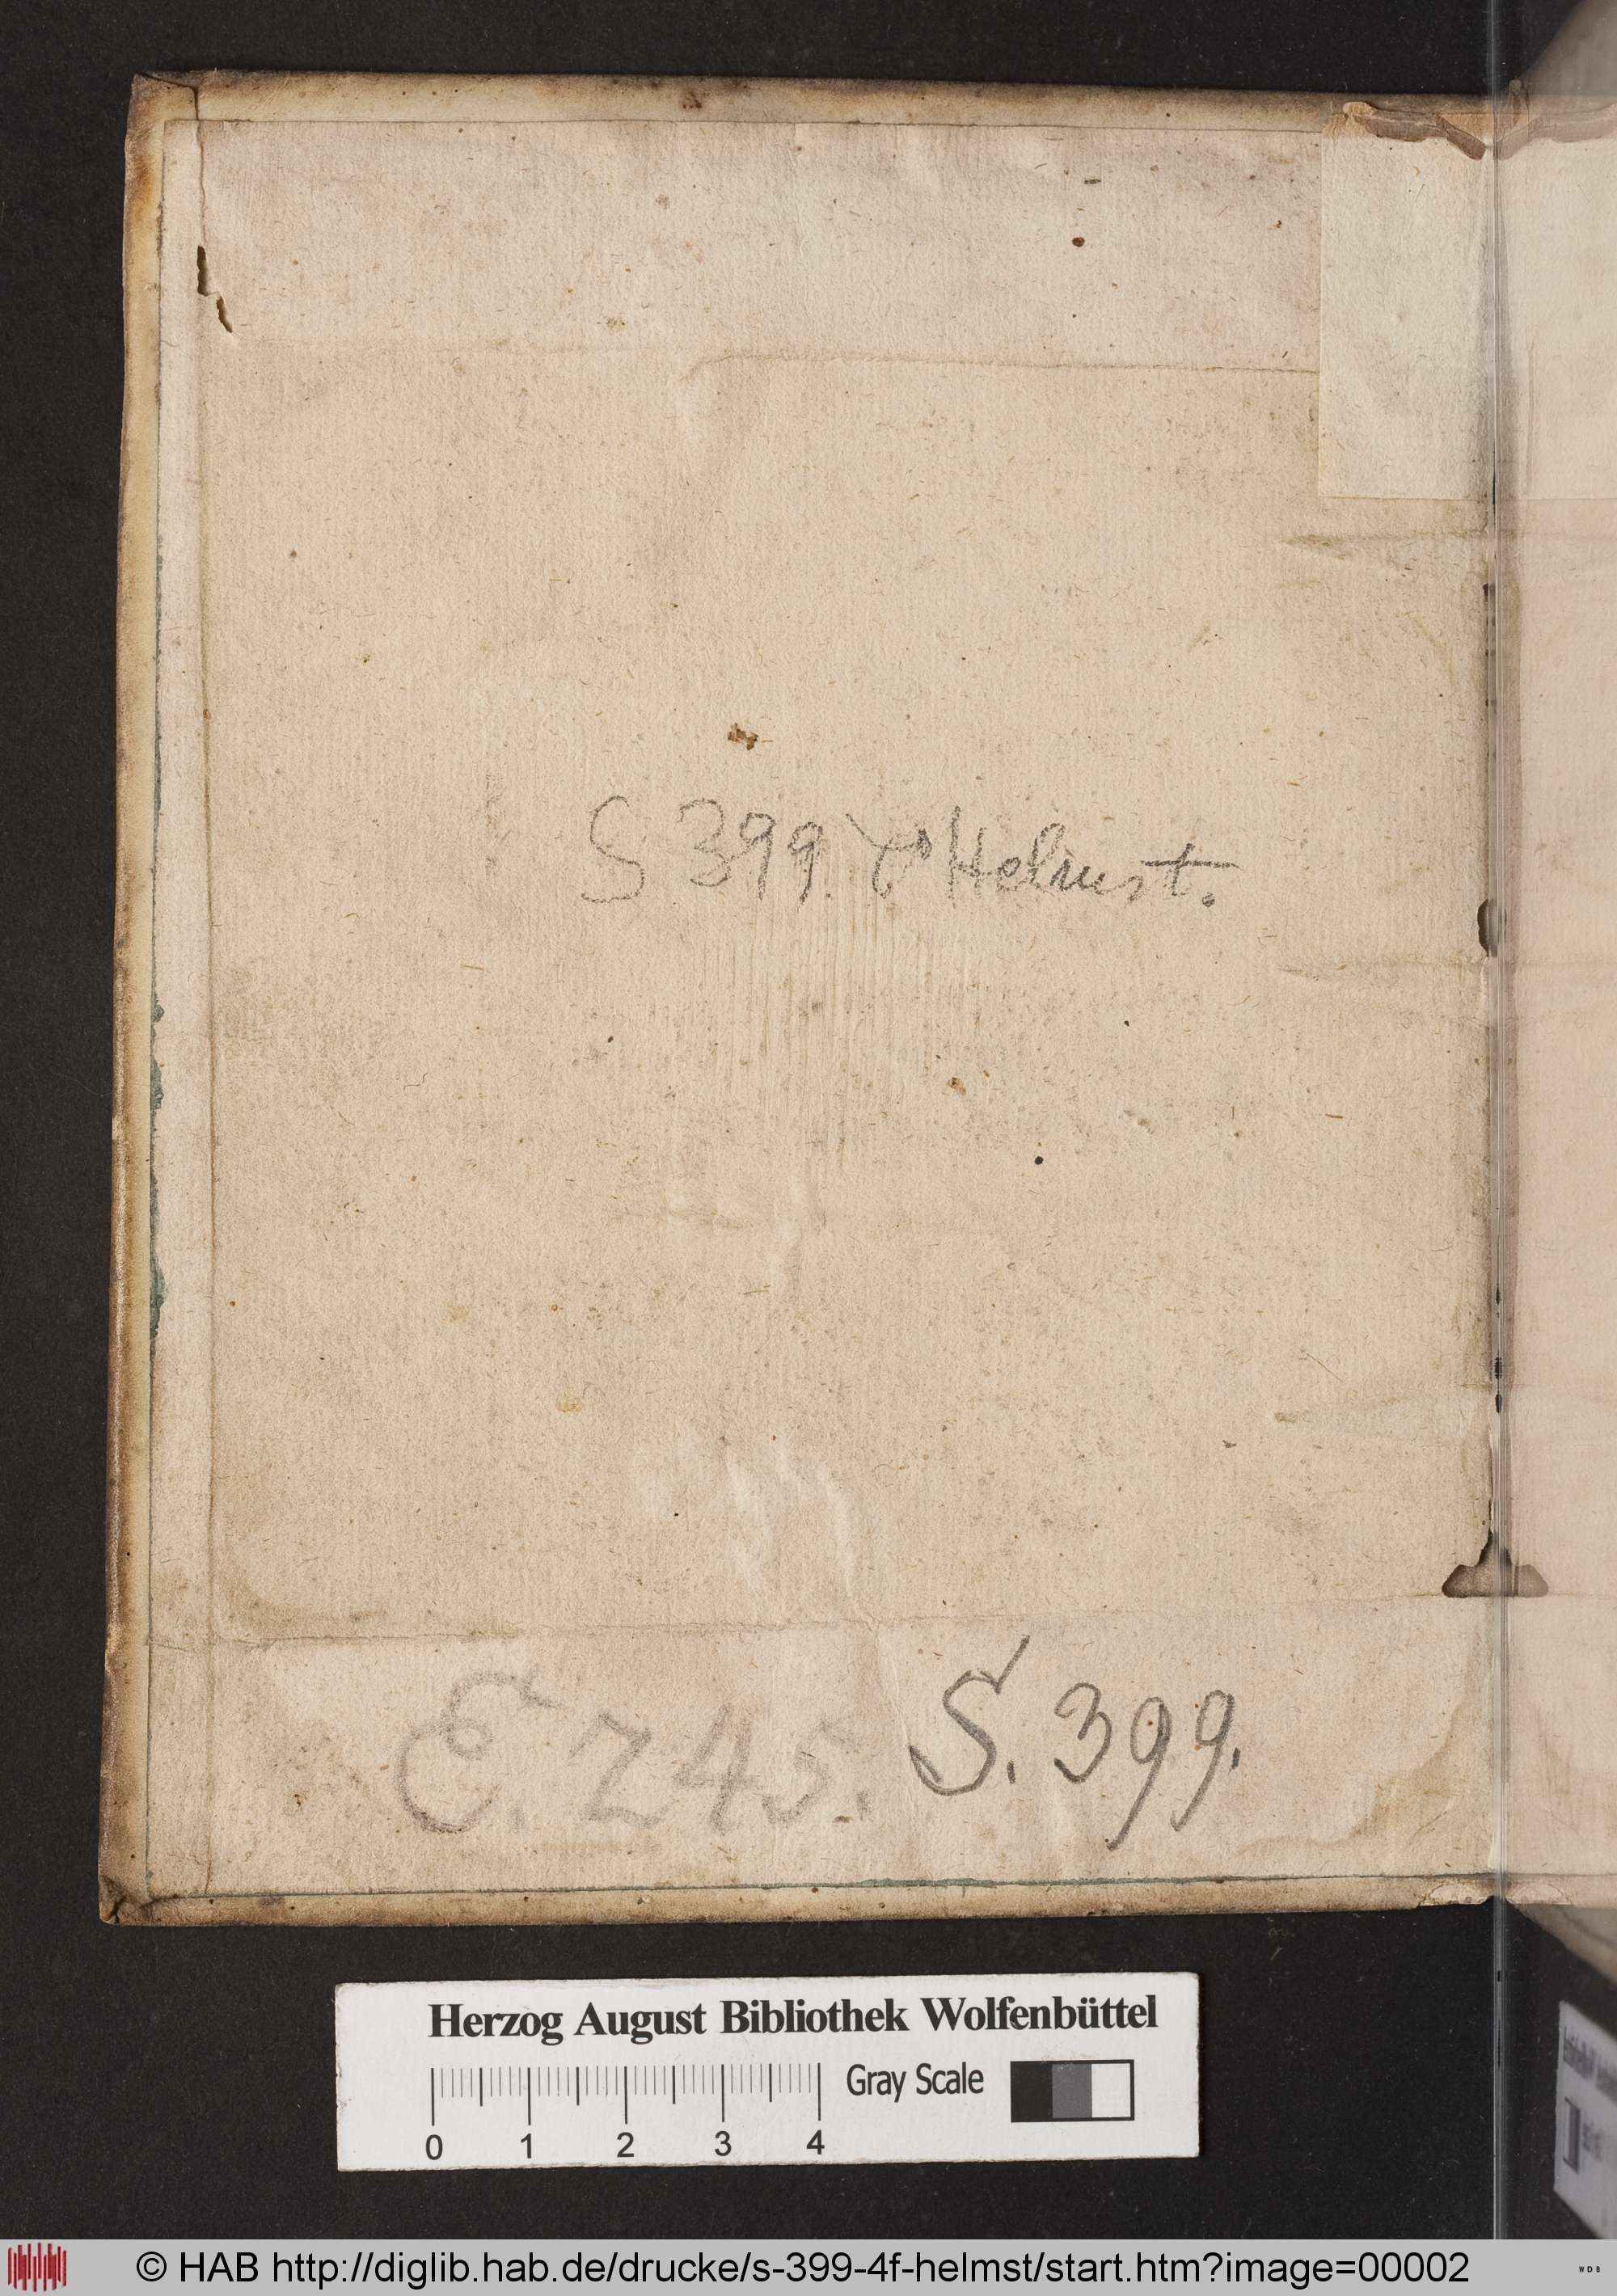 S 399. 4° Helmst.
E. 245. S. 399.
Herzog August Bibliothek Wolfenbüttel
Gray Scale
0 1 2 3 4
© HAB http://diglib.hab.de/drucke/s-399-4f-helmst/start.htm?image=00002
WDB